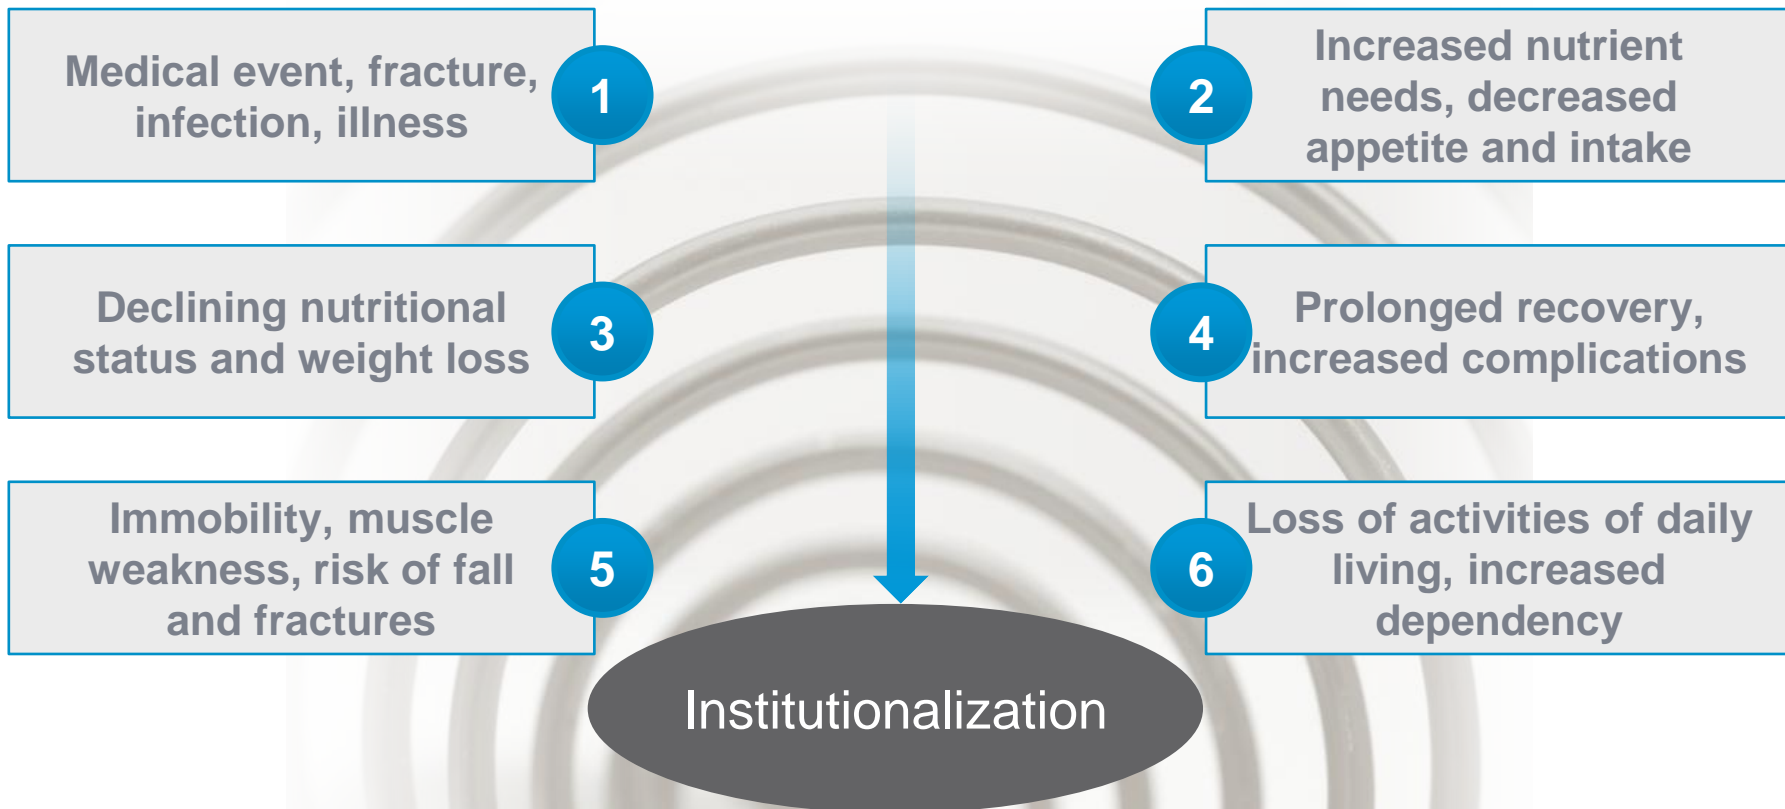 1
Medical event, fracture,
infection, illness
2
Increased nutrient
needs, decreased
appetite and intake
3
Declining nutritional
status and weight loss
4
Prolonged recovery,
increased complications
5
Immobility, muscle
weakness, risk of fall
and fractures
6
Loss of activities of daily
living, increased
dependency
Institutionalization